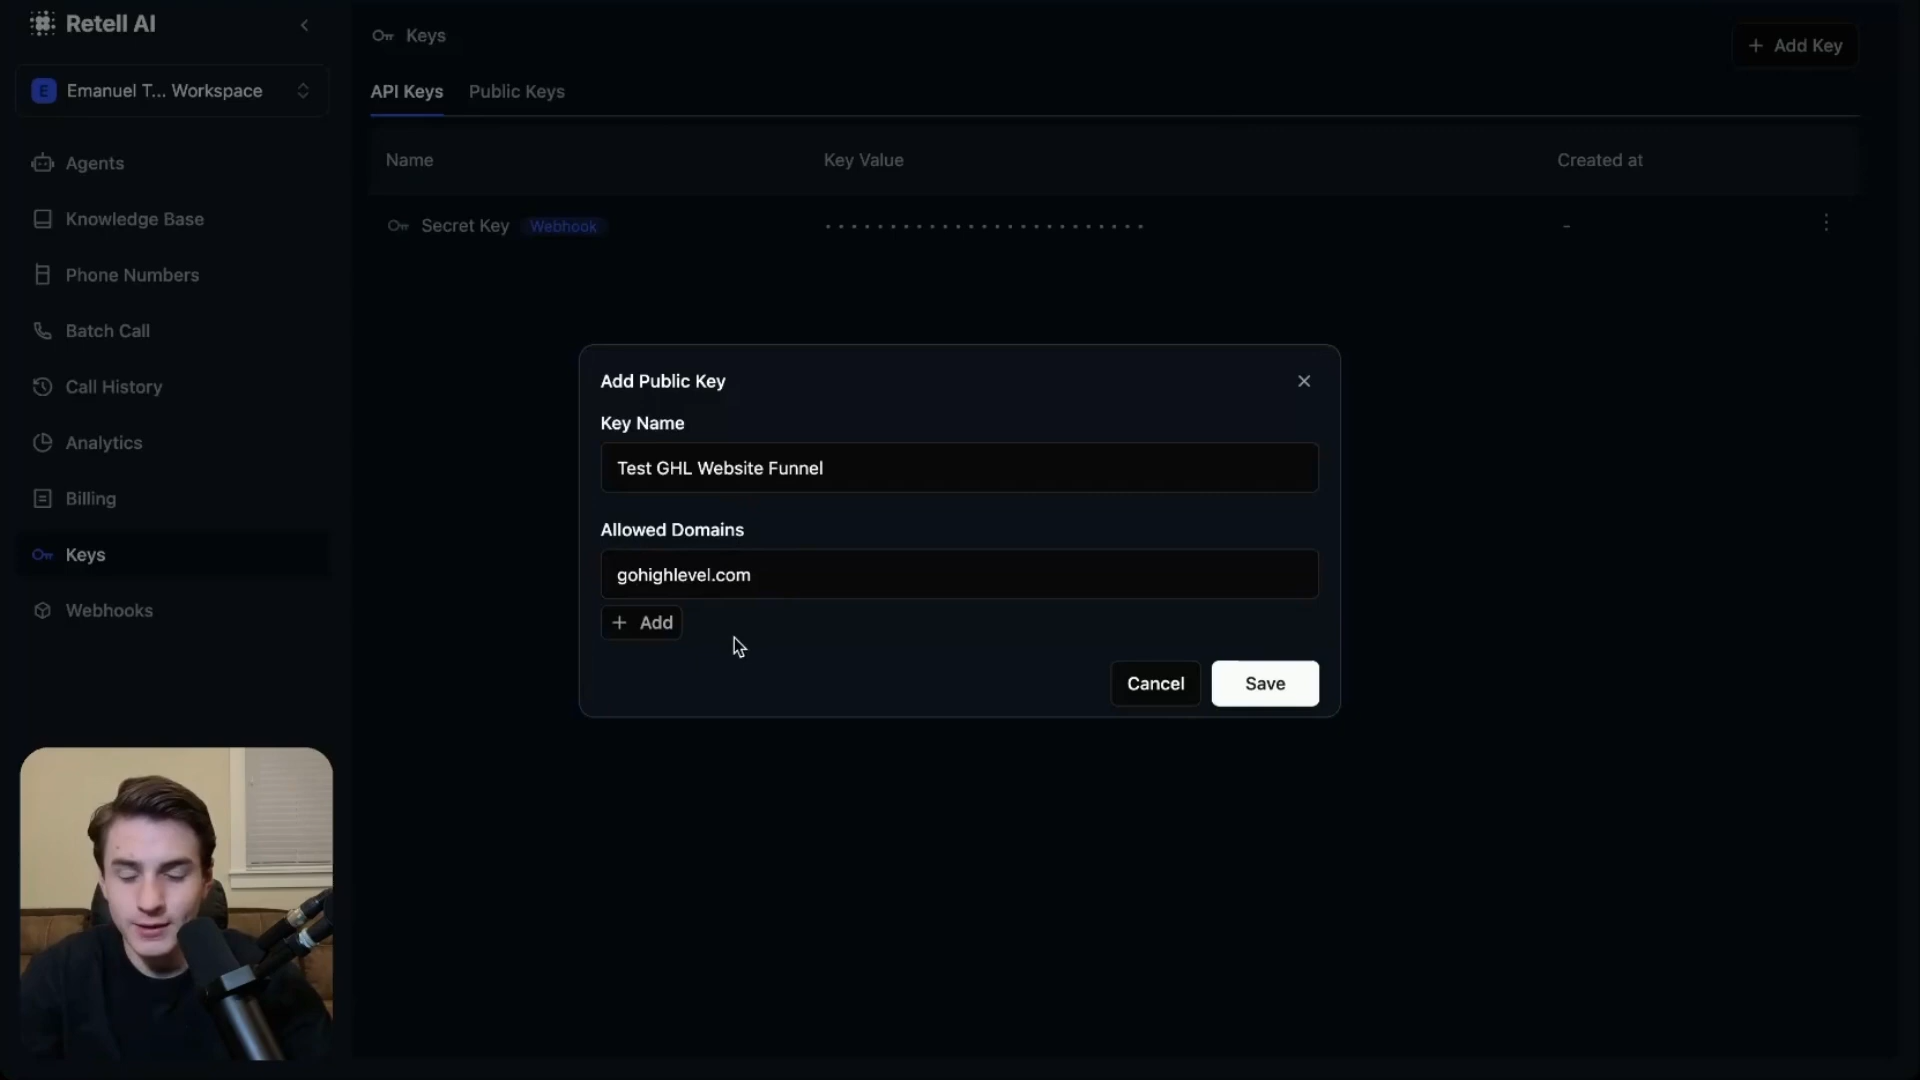 Retell AI
E
Emanuel T... Workspace
Agents
Knowledge Base
Phone Numbers
Batch Call
Call History
Analytics
Billing
Keys
Webhooks
Keys
+ Add Key
API Keys
Public Keys
Name
Key Value
Created at
Secret Key
Webhook
-
Add Public Key
Key Name
Test GHL Website Funnel
Allowed Domains
gohighlevel.com
+ Add
Cancel
Save